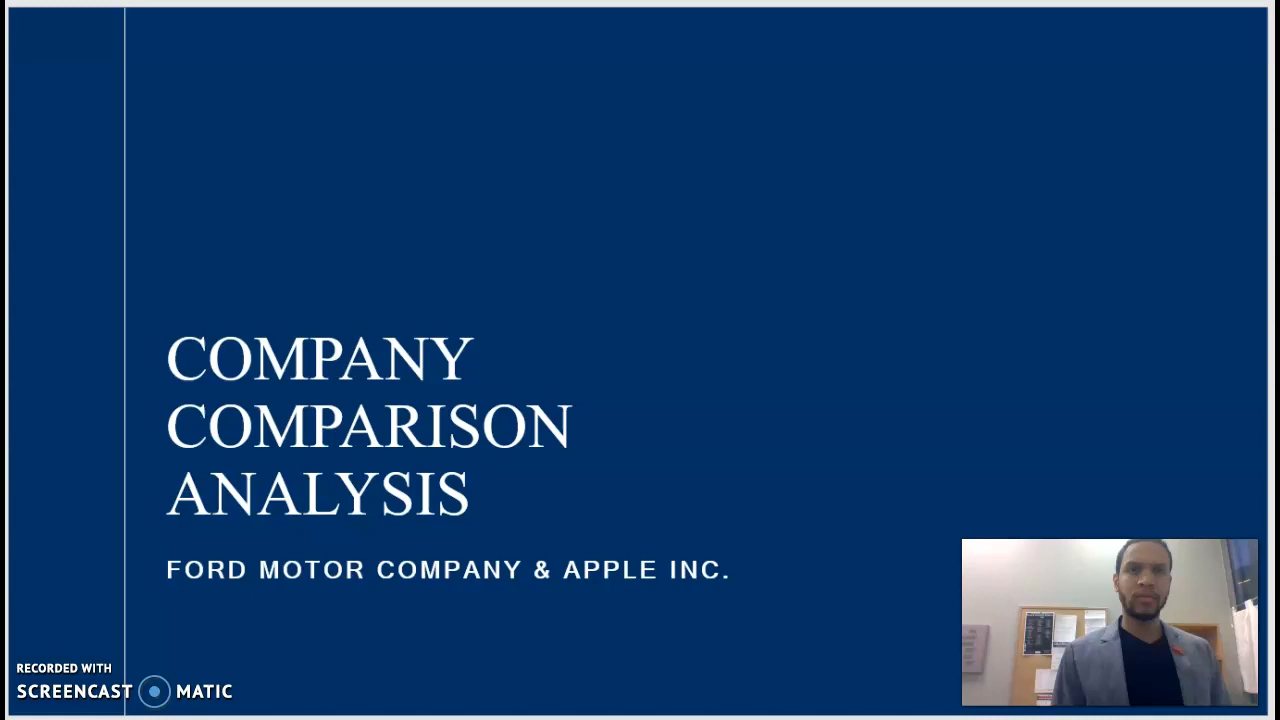 COMPANY
COMPARISON
ANALYSIS
FORD MOTOR COMPANY & APPLE INC.
RECORDED WITH
SCREENCAST MATIC